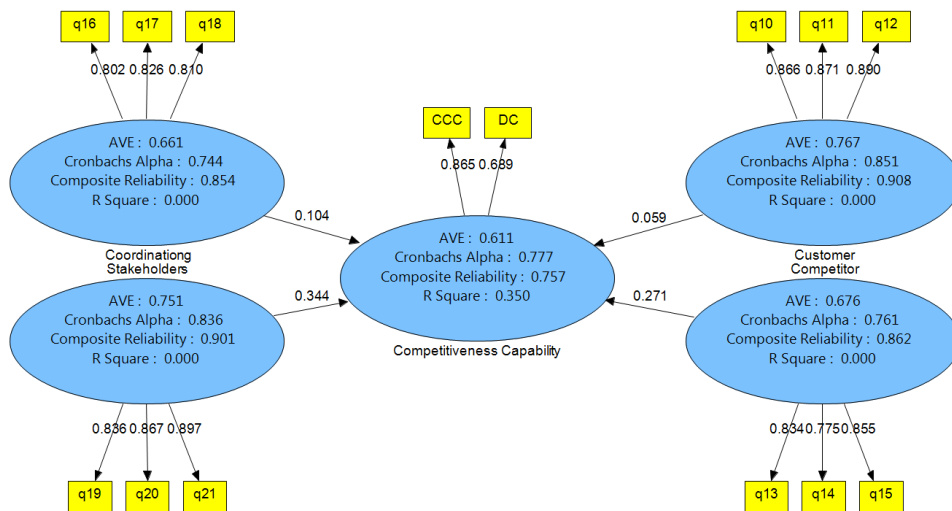 q16 q17 q18
0.802 0.826 0.810
AVE : 0.661
Cronbachs Alpha : 0.744
Composite Reliability : 0.854
R Square : 0.000
Coordinationg
Stakeholders
0.104
AVE : 0.751
Cronbachs Alpha : 0.836
Composite Reliability : 0.901
R Square : 0.000
0.344
0.836 0.867 0.897
q19 q20 q21
CCC DC
0.865 0.689
AVE : 0.611
Cronbachs Alpha : 0.777
Composite Reliability : 0.757
R Square : 0.350
Competitiveness Capability
q10 q11 q12
0.866 0.871 0.890
AVE : 0.767
Cronbachs Alpha : 0.851
Composite Reliability : 0.908
R Square : 0.000
0.059
Customer
Competitor
0.271
AVE : 0.676
Cronbachs Alpha : 0.761
Composite Reliability : 0.862
R Square : 0.000
0.834 0.775 0.855
q13 q14 q15